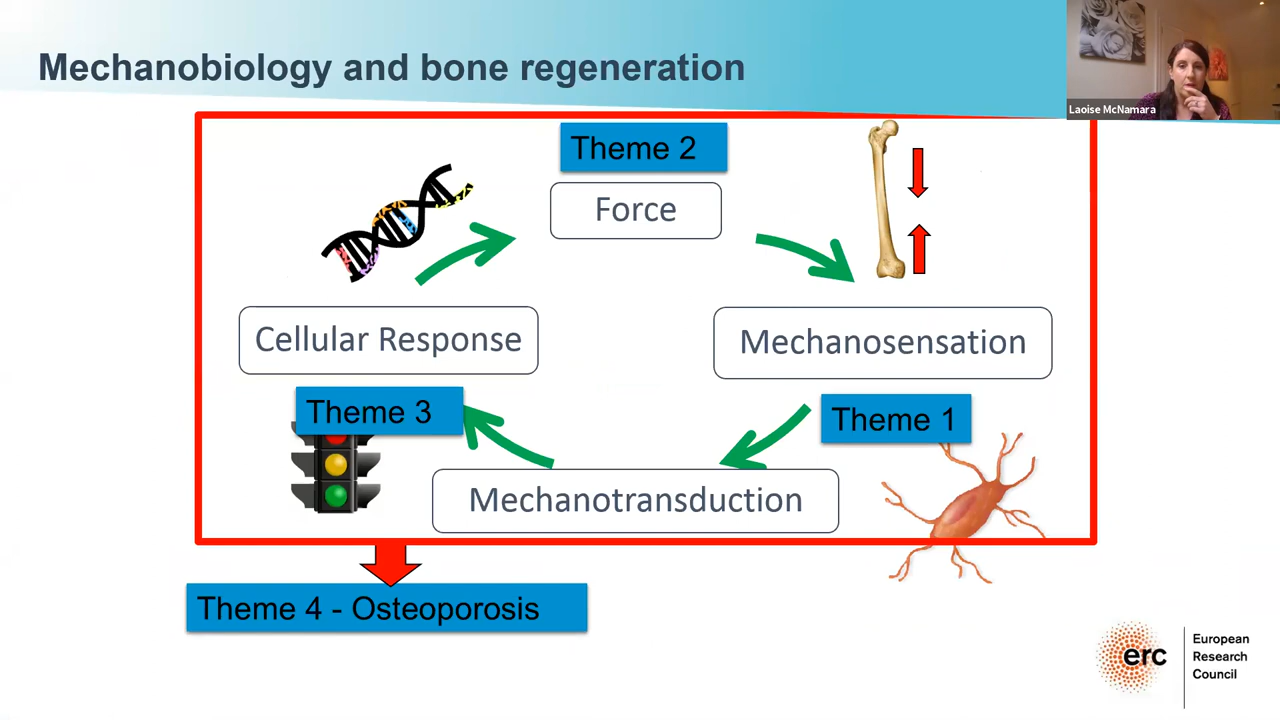 Mechanobiology and bone regeneration
Laoise McNamara
Theme 2
Force
Cellular Response
Mechanosensation
Theme 3
Theme 1
Mechanotransduction
Theme 4 - Osteoporosis
erc
European
Research
Council